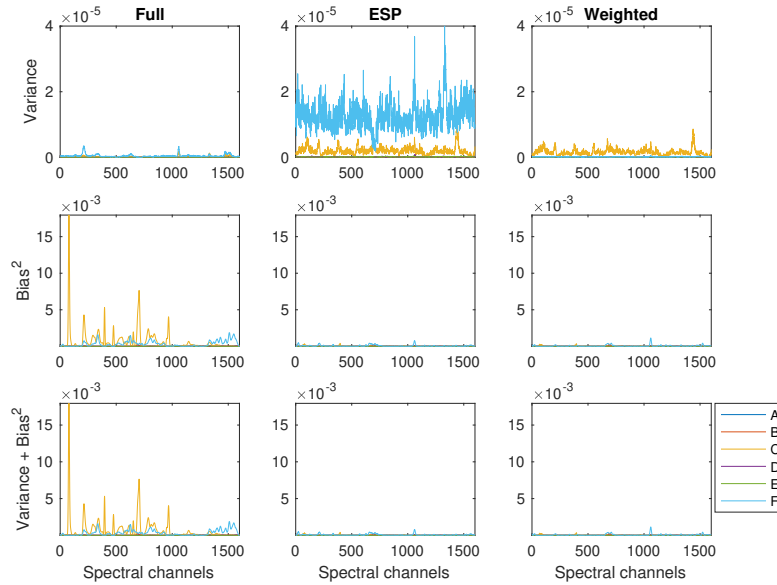 Full ESP Weighted
×10⁻⁵ ×10⁻⁵ ×10⁻⁵
Variance
4 2 0
4 2 0
4 2 0
0 500 1000 1500
0 500 1000 1500
0 500 1000 1500
×10⁻³ ×10⁻³ ×10⁻³
Bias²
15 10 5
15 10 5
15 10 5
0 500 1000 1500
0 500 1000 1500
0 500 1000 1500
×10⁻³ ×10⁻³ ×10⁻³
Variance + Bias²
15 10 5
15 10 5
15 10 5
0 500 1000 1500
0 500 1000 1500
0 500 1000 1500
Spectral channels Spectral channels Spectral channels
A
B
C
D
E
F